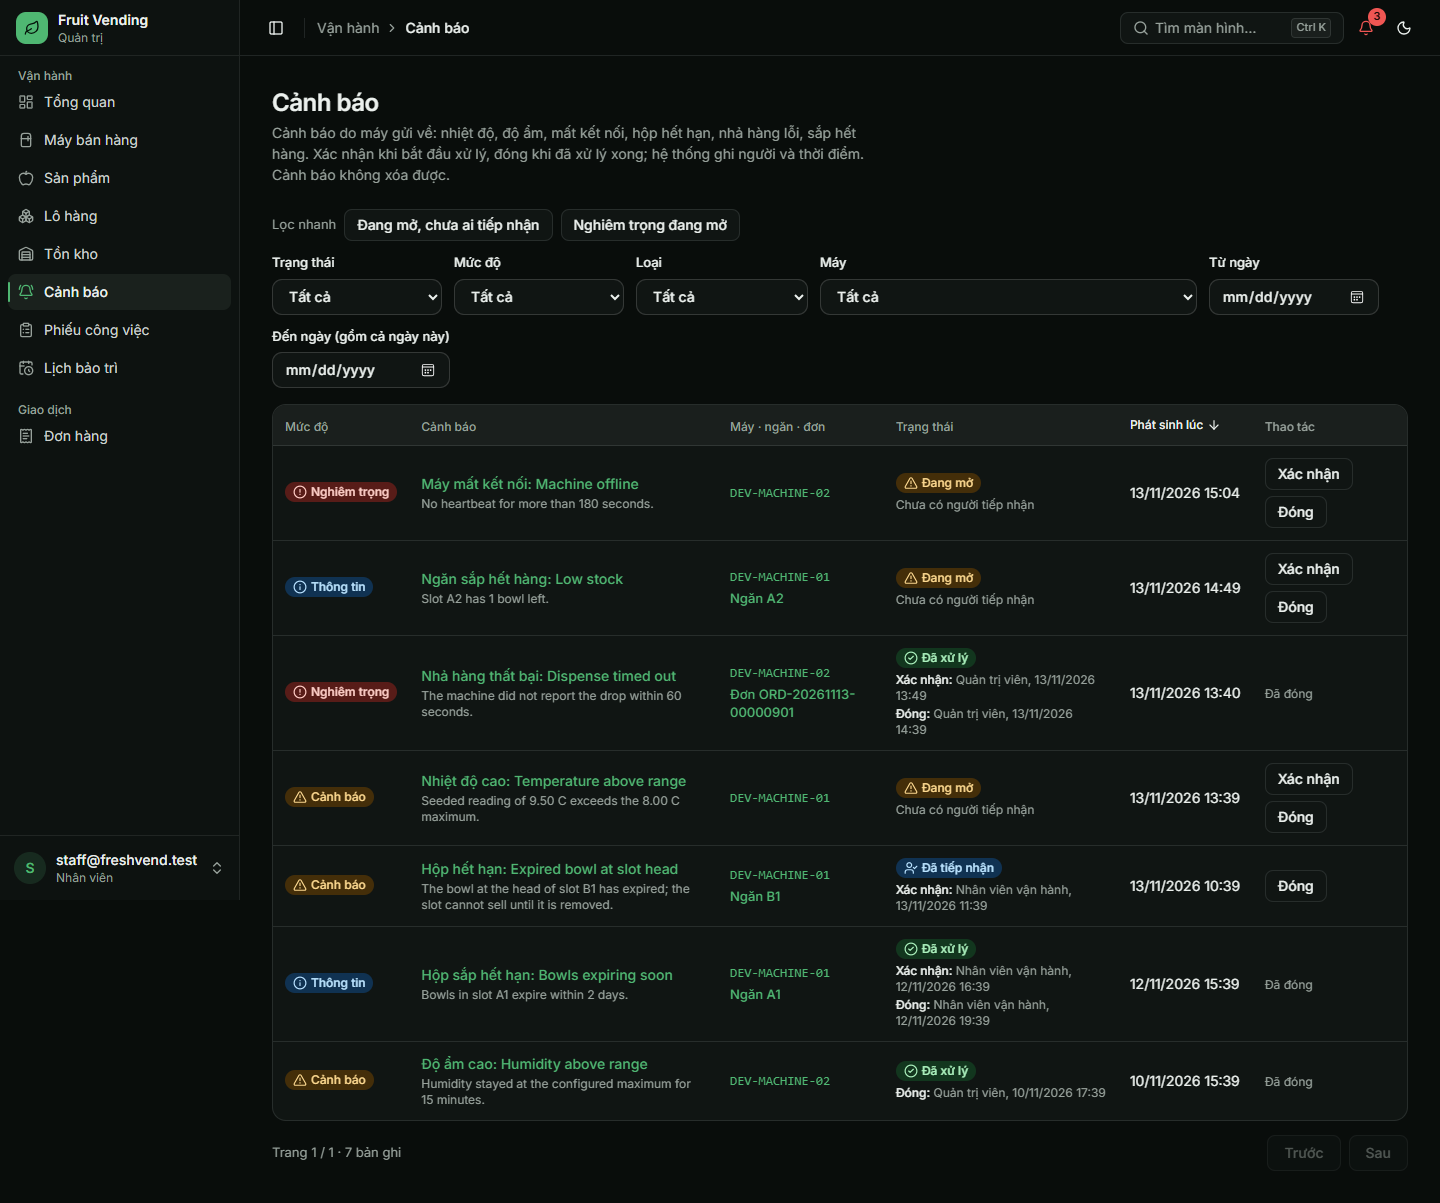 Fruit Vending
Quản trị
Vận hành
Tổng quan
Máy bán hàng
Sản phẩm
Lô hàng
Tồn kho
Cảnh báo
Phiếu công việc
Lịch bảo trì
Giao dịch
Đơn hàng
S
staff@freshvend.test
Nhân viên
Vận hành > Cảnh báo
Tìm màn hình...
Ctrl K
3
Cảnh báo
Cảnh báo do máy gửi về: nhiệt độ, độ ẩm, mất kết nối, hộp hết hạn, nhả hàng lỗi, sắp hết
hàng. Xác nhận khi bắt đầu xử lý, đóng khi đã xử lý xong; hệ thống ghi người và thời điểm.
Cảnh báo không xóa được.
Lọc nhanh
Đang mở, chưa ai tiếp nhận
Nghiêm trọng đang mở
Trạng thái
Mức độ
Loại
Máy
Từ ngày
Tất cả
Tất cả
Tất cả
Tất cả
mm/dd/yyyy
Đến ngày (gồm cả ngày này)
mm/dd/yyyy
Mức độ
Cảnh báo
Máy · ngăn · đơn
Trạng thái
Phát sinh lúc ↓
Thao tác
Nghiêm trọng
Máy mất kết nối: Machine offline
No heartbeat for more than 180 seconds.
DEV-MACHINE-02
Đang mở
Chưa có người tiếp nhận
13/11/2026 15:04
Xác nhận
Đóng
Thông tin
Ngăn sắp hết hàng: Low stock
Slot A2 has 1 bowl left.
DEV-MACHINE-01
Ngăn A2
Đang mở
Chưa có người tiếp nhận
13/11/2026 14:49
Xác nhận
Đóng
Nghiêm trọng
Nhả hàng thất bại: Dispense timed out
The machine did not report the drop within 60
seconds.
DEV-MACHINE-02
Đơn ORD-20261113-
00000901
Đã xử lý
Xác nhận: Quản trị viên, 13/11/2026
13:49
Đóng: Quản trị viên, 13/11/2026
14:39
13/11/2026 13:40
Đã đóng
Cảnh báo
Nhiệt độ cao: Temperature above range
Seeded reading of 9.50 C exceeds the 8.00 C
maximum.
DEV-MACHINE-01
Đang mở
Chưa có người tiếp nhận
13/11/2026 13:39
Xác nhận
Đóng
Cảnh báo
Hộp hết hạn: Expired bowl at slot head
The bowl at the head of slot B1 has expired; the
slot cannot sell until it is removed.
DEV-MACHINE-01
Ngăn B1
Đã tiếp nhận
Xác nhận: Nhân viên vận hành,
13/11/2026 11:39
13/11/2026 10:39
Đóng
Thông tin
Hộp sắp hết hạn: Bowls expiring soon
Bowls in slot A1 expire within 2 days.
DEV-MACHINE-01
Ngăn A1
Đã xử lý
Xác nhận: Nhân viên vận hành,
12/11/2026 16:39
Đóng: Nhân viên vận hành,
12/11/2026 19:39
12/11/2026 15:39
Đã đóng
Cảnh báo
Độ ẩm cao: Humidity above range
Humidity stayed at the configured maximum for
15 minutes.
DEV-MACHINE-02
Đã xử lý
Đóng: Quản trị viên, 10/11/2026 17:39
10/11/2026 15:39
Đã đóng
Trang 1 / 1 · 7 bản ghi
Trước
Sau